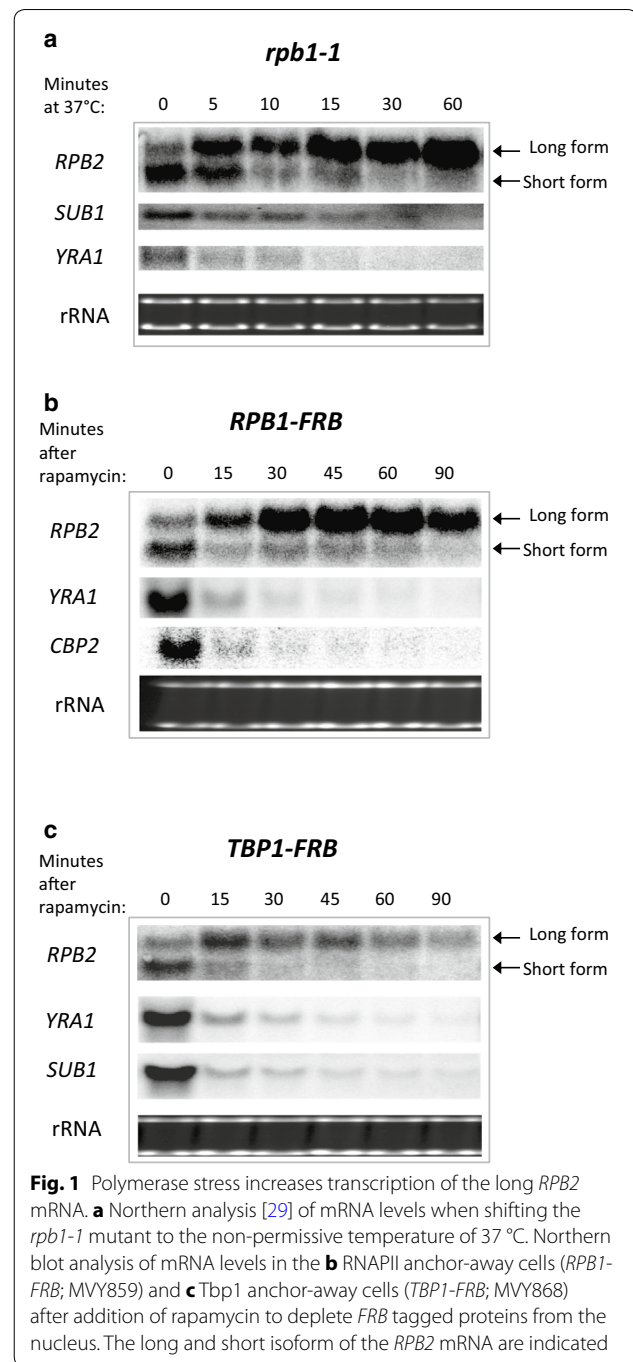 a
rpb1-1
Minutes
at 37°C:
0 5 10 15 30 60
RPB2
Long form
Short form
SUB1
YRA1
rRNA
b
RPB1-FRB
Minutes
after
rapamycin:
0 15 30 45 60 90
RPB2
Long form
Short form
YRA1
CBP2
rRNA
c
TBP1-FRB
Minutes
after
rapamycin:
0 15 30 45 60 90
RPB2
Long form
Short form
YRA1
SUB1
rRNA
Fig. 1 Polymerase stress increases transcription of the long RPB2
mRNA. a Northern analysis [29] of mRNA levels when shifting the
rpb1-1 mutant to the non-permissive temperature of 37 °C. Northern
blot analysis of mRNA levels in the b RNAPII anchor-away cells (RPB1-
FRB; MVY859) and c Tbp1 anchor-away cells (TBP1-FRB; MVY868)
after addition of rapamycin to deplete FRB tagged proteins from the
nucleus. The long and short isoform of the RPB2 mRNA are indicated